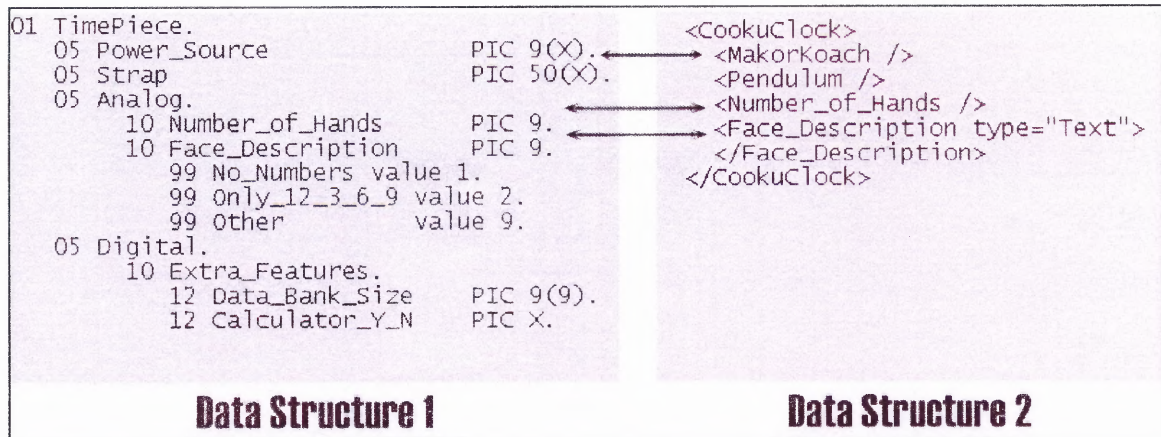 01 TimePiece.
05 Power_Source PIC 9(X).
05 Strap PIC 50(X).
05 Analog.
10 Number_of_Hands PIC 9.
10 Face_Description PIC 9.
99 No_Numbers value 1.
99 Only_12_3_6_9 value 2.
99 Other value 9.
05 Digital.
10 Extra_Features.
12 Data_Bank_Size PIC 9(9).
12 Calculator_Y_N PIC X.
Data Structure 1
<CookuClock>
<MakorKoach />
<Pendulum />
<Number_of_Hands />
<Face_Description type="Text">
</Face_Description>
</CookuClock>
Data Structure 2